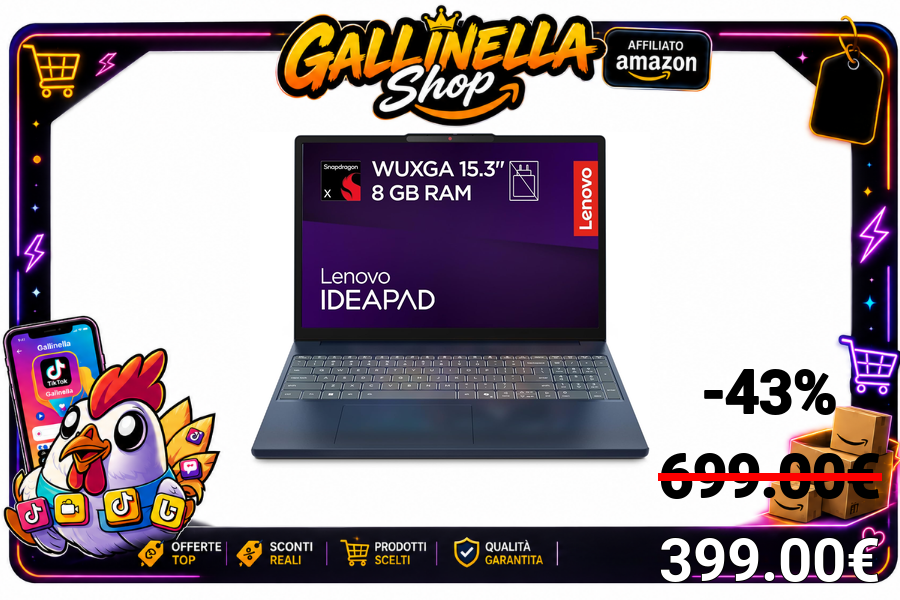 GALLINELLA
Shop
AFFILIATO
amazon
Snapdragon
X
WUXGA 15.3"
8 GB RAM
Lenovo
Lenovo
IDEAPAD
Gallinella
TikTok
Gallinella
-43%
699.00€
399.00€
OFFERTE
TOP
SCONTI
REALI
PRODOTTI
SCELTI
QUALITÀ
GARANTITA